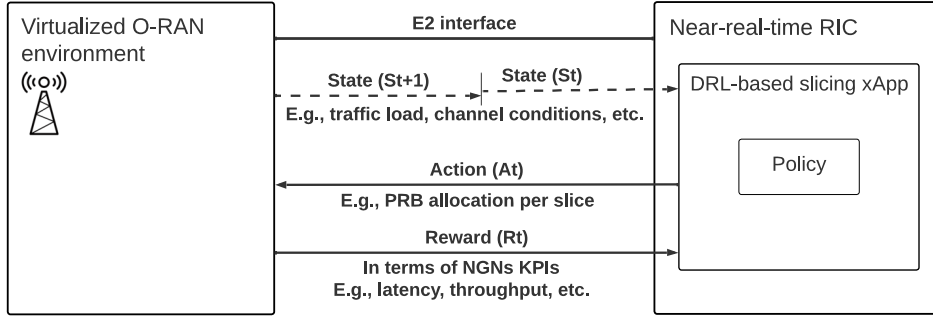 Virtualized O-RAN
environment
E2 interface
State (St+1)
State (St)
E.g., traffic load, channel conditions, etc.
Action (At)
E.g., PRB allocation per slice
Reward (Rt)
In terms of NGNs KPIs
E.g., latency, throughput, etc.
Near-real-time RIC
DRL-based slicing xApp
Policy